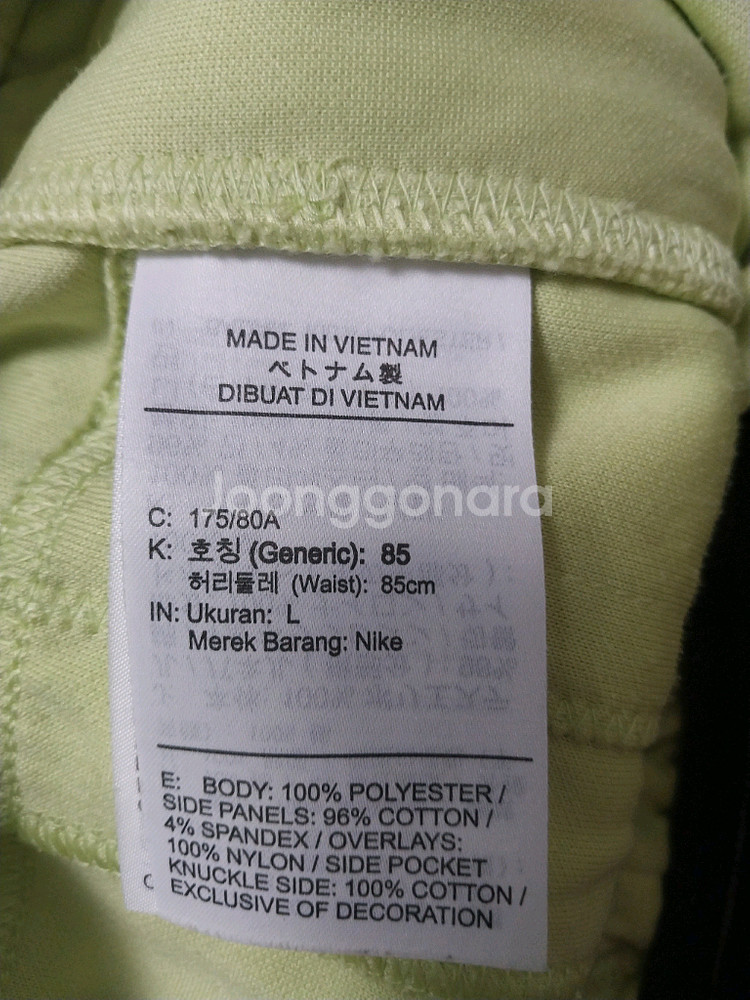 MADE IN VIETNAM
ベトナム製
DIBUAT DI VIETNAM
Joonggonara
C: 175/80A
K: 호칭 (Generic): 85
허리둘레 (Waist): 85cm
IN: Ukuran: L
Merek Barang: Nike
E: BODY: 100% POLYESTER /
SIDE PANELS: 96% COTTON /
4% SPANDEX / OVERLAYS:
100% NYLON / SIDE POCKET
KNUCKLE SIDE: 100% COTTON /
EXCLUSIVE OF DECORATION